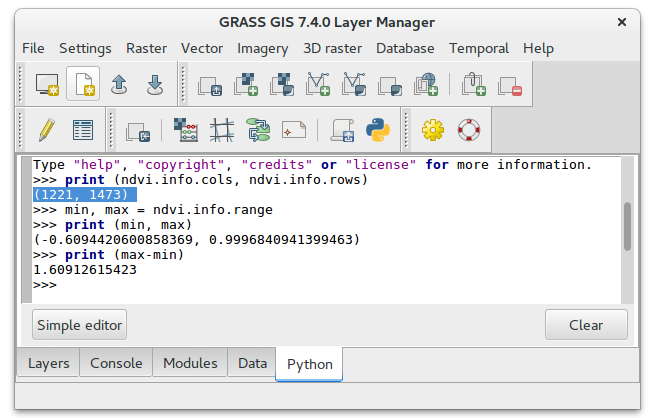 GRASS GIS 7.4.0 Layer Manager
File Settings Raster Vector Imagery 3D raster Database Temporal Help
Type "help", "copyright", "credits" or "license" for more information.
>>> print (ndvi.info.cols, ndvi.info.rows)
(1221, 1473)
>>> min, max = ndvi.info.range
>>> print (min, max)
(-0.6094420600858369, 0.9996840941399463)
>>> print (max-min)
1.60912615423
>>>
Simple editor Clear
Layers Console Modules Data Python